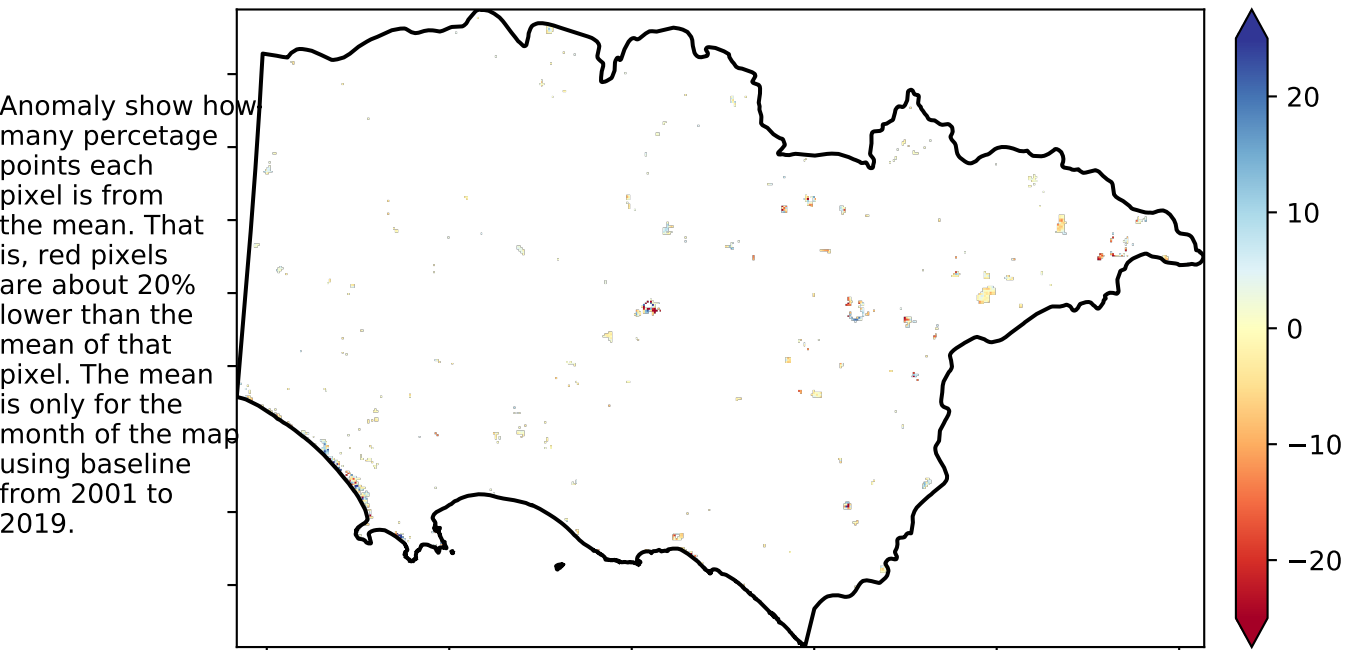 Anomaly show how
many percetage
points each
pixel is from
the mean. That
is, red pixels
are about 20%
lower than the
mean of that
pixel. The mean
is only for the
month of the map
using baseline
from 2001 to
2019.
20
10
0
−10
−20